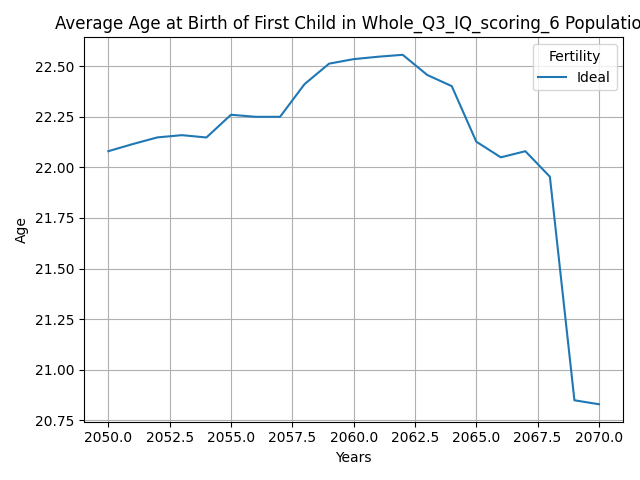 Average Age at Birth of First Child in Whole_Q3_IQ_scoring_6 Populatio
Fertility
Ideal
Age
22.50
22.25
22.00
21.75
21.50
21.25
21.00
20.75
2050.0 2052.5 2055.0 2057.5 2060.0 2062.5 2065.0 2067.5 2070.0
Years